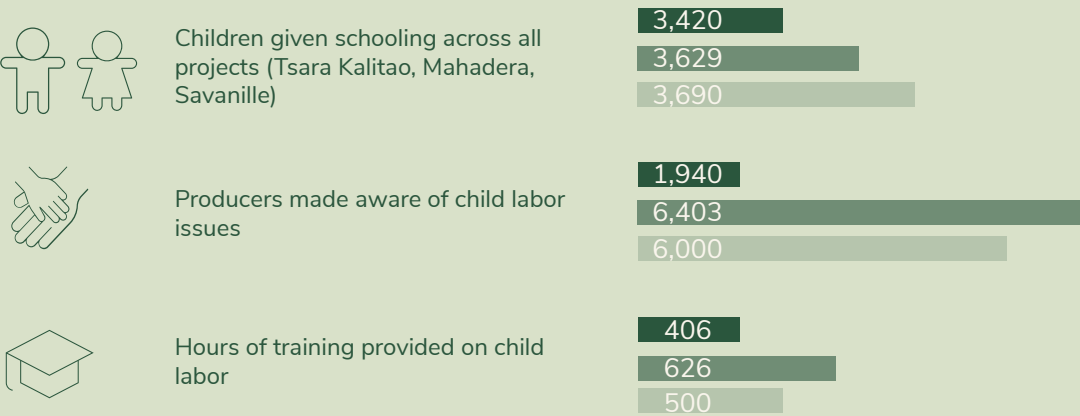 Children given schooling across all
projects (Tsara Kalitao, Mahadera,
Savanille)
3,420
3,629
3,690
Producers made aware of child labor
issues
1,940
6,403
6,000
Hours of training provided on child
labor
406
626
500